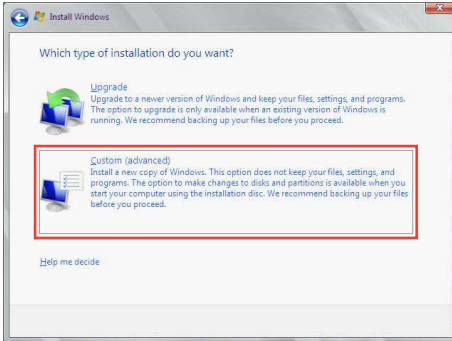 Install Windows
Which type of installation do you want?
Upgrade
Upgrade to a newer version of Windows and keep your files, settings, and programs.
The option to upgrade is only available when an existing version of Windows is
running. We recommend backing up your files before you proceed.
Custom (advanced)
Install a new copy of Windows. This option does not keep your files, settings, and
programs. The option to make changes to disks and partitions is available when you
start your computer using the installation disc. We recommend backing up your files
before you proceed.
Help me decide